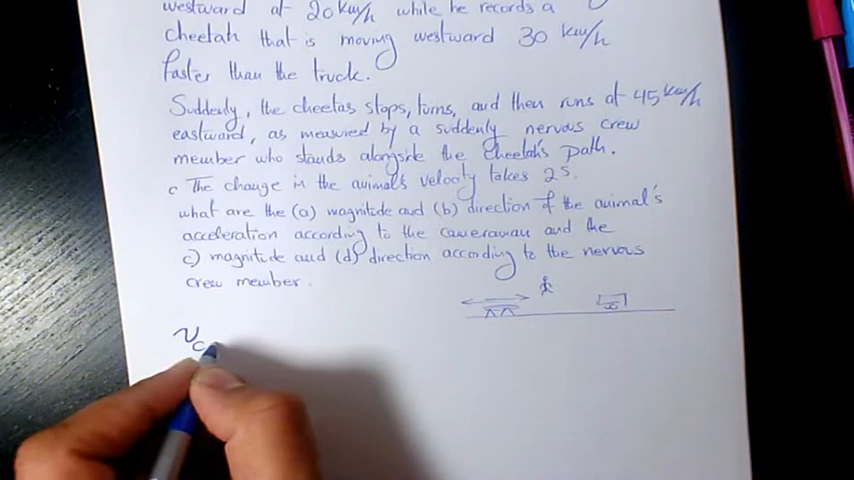 westward at 20 km/h while he records a
cheetah that is moving westward 30 km/h
faster than the truck.
Suddenly, the cheetas stops, turns, and then runs at 45 km/h
eastward, as measured by a suddenly nervous crew
member who stands alongside the cheetah's path.
c The change in the animal's velocity takes 2s.
what are the (a) magnitude and (b) direction of the animal's
acceleration according to the cameraman and the
c) magnitude and (d) direction according to the nervous
crew member.
v c